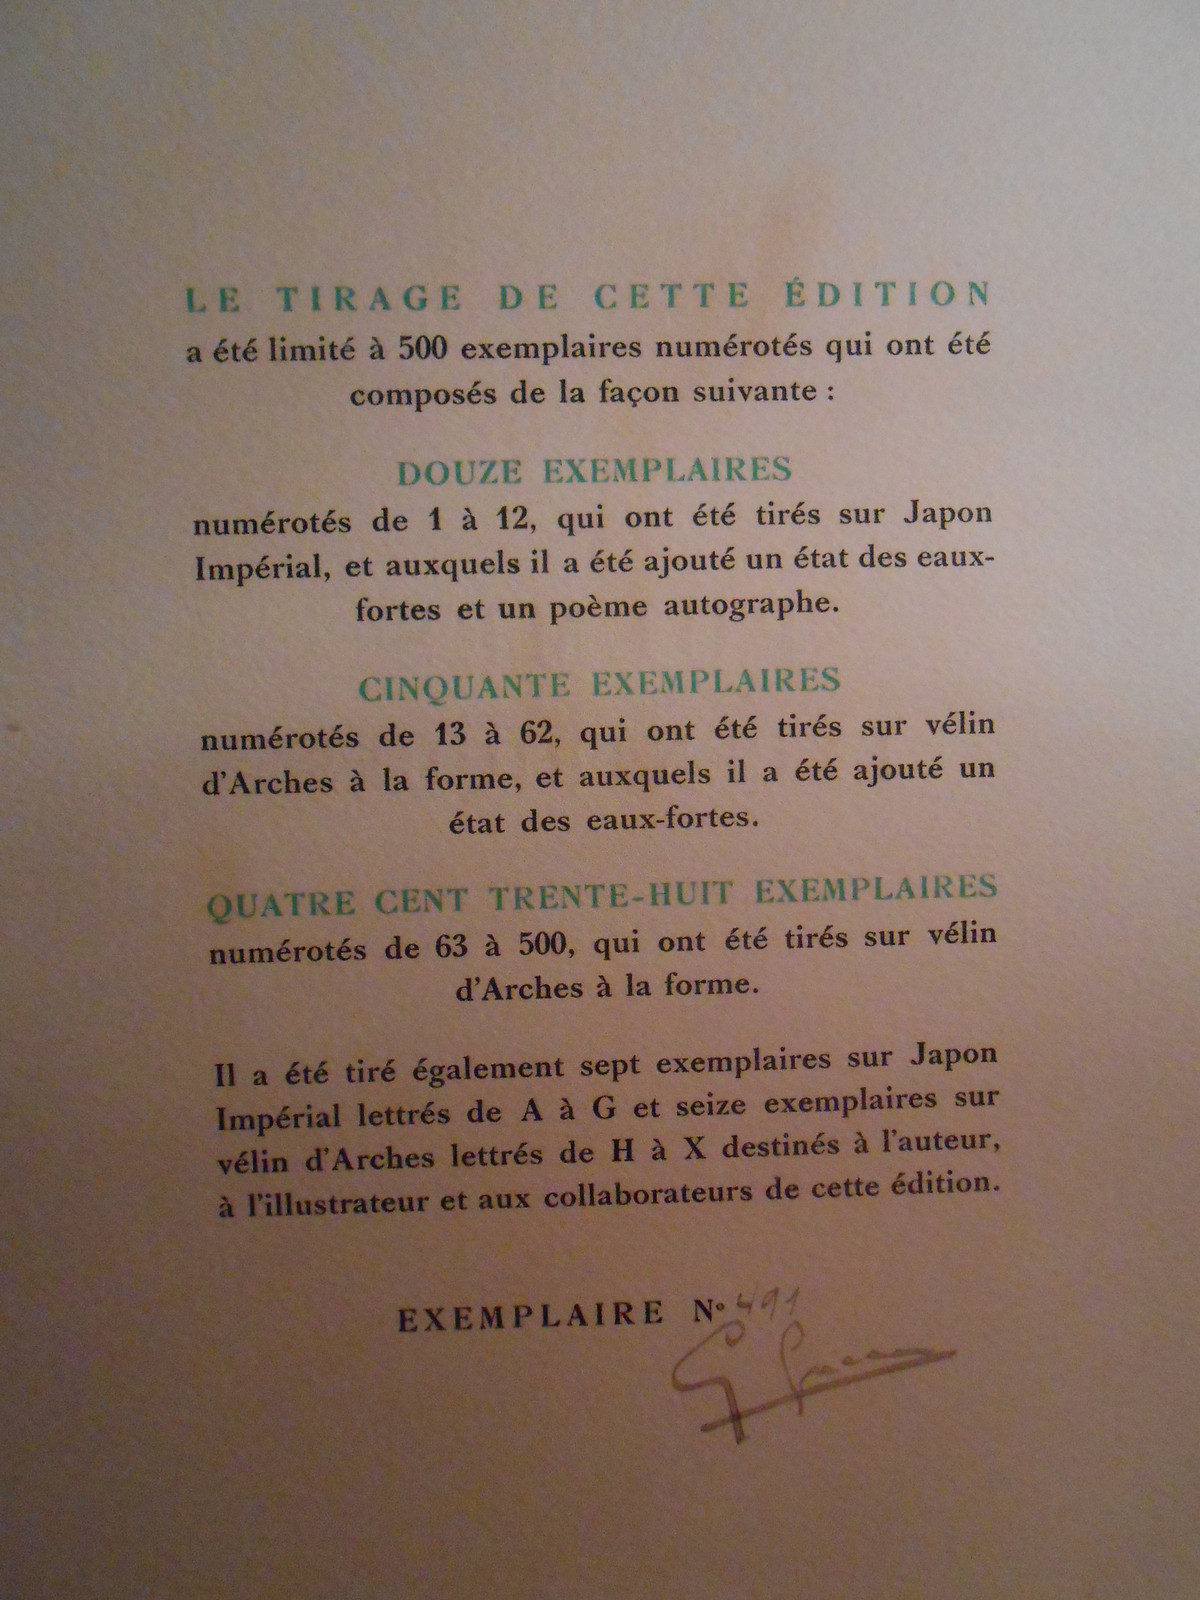 LE TIRAGE DE CETTE ÉDITION
a été limité à 500 exemplaires numérotés qui ont été
composés de la façon suivante :
DOUZE EXEMPLAIRES
numérotés de 1 à 12, qui ont été tirés sur Japon
Impérial, et auxquels il a été ajouté un état des eaux-
fortes et un poème autographe.
CINQUANTE EXEMPLAIRES
numérotés de 13 à 62, qui ont été tirés sur vélin
d'Arches à la forme, et auxquels il a été ajouté un
état des eaux-fortes.
QUATRE CENT TRENTE-HUIT EXEMPLAIRES
numérotés de 63 à 500, qui ont été tirés sur vélin
d'Arches à la forme.
Il a été tiré également sept exemplaires sur Japon
Impérial lettrés de A à G et seize exemplaires sur
vélin d'Arches lettrés de H à X destinés à l'auteur,
à l'illustrateur et aux collaborateurs de cette édition.
EXEMPLAIRE Nº 491